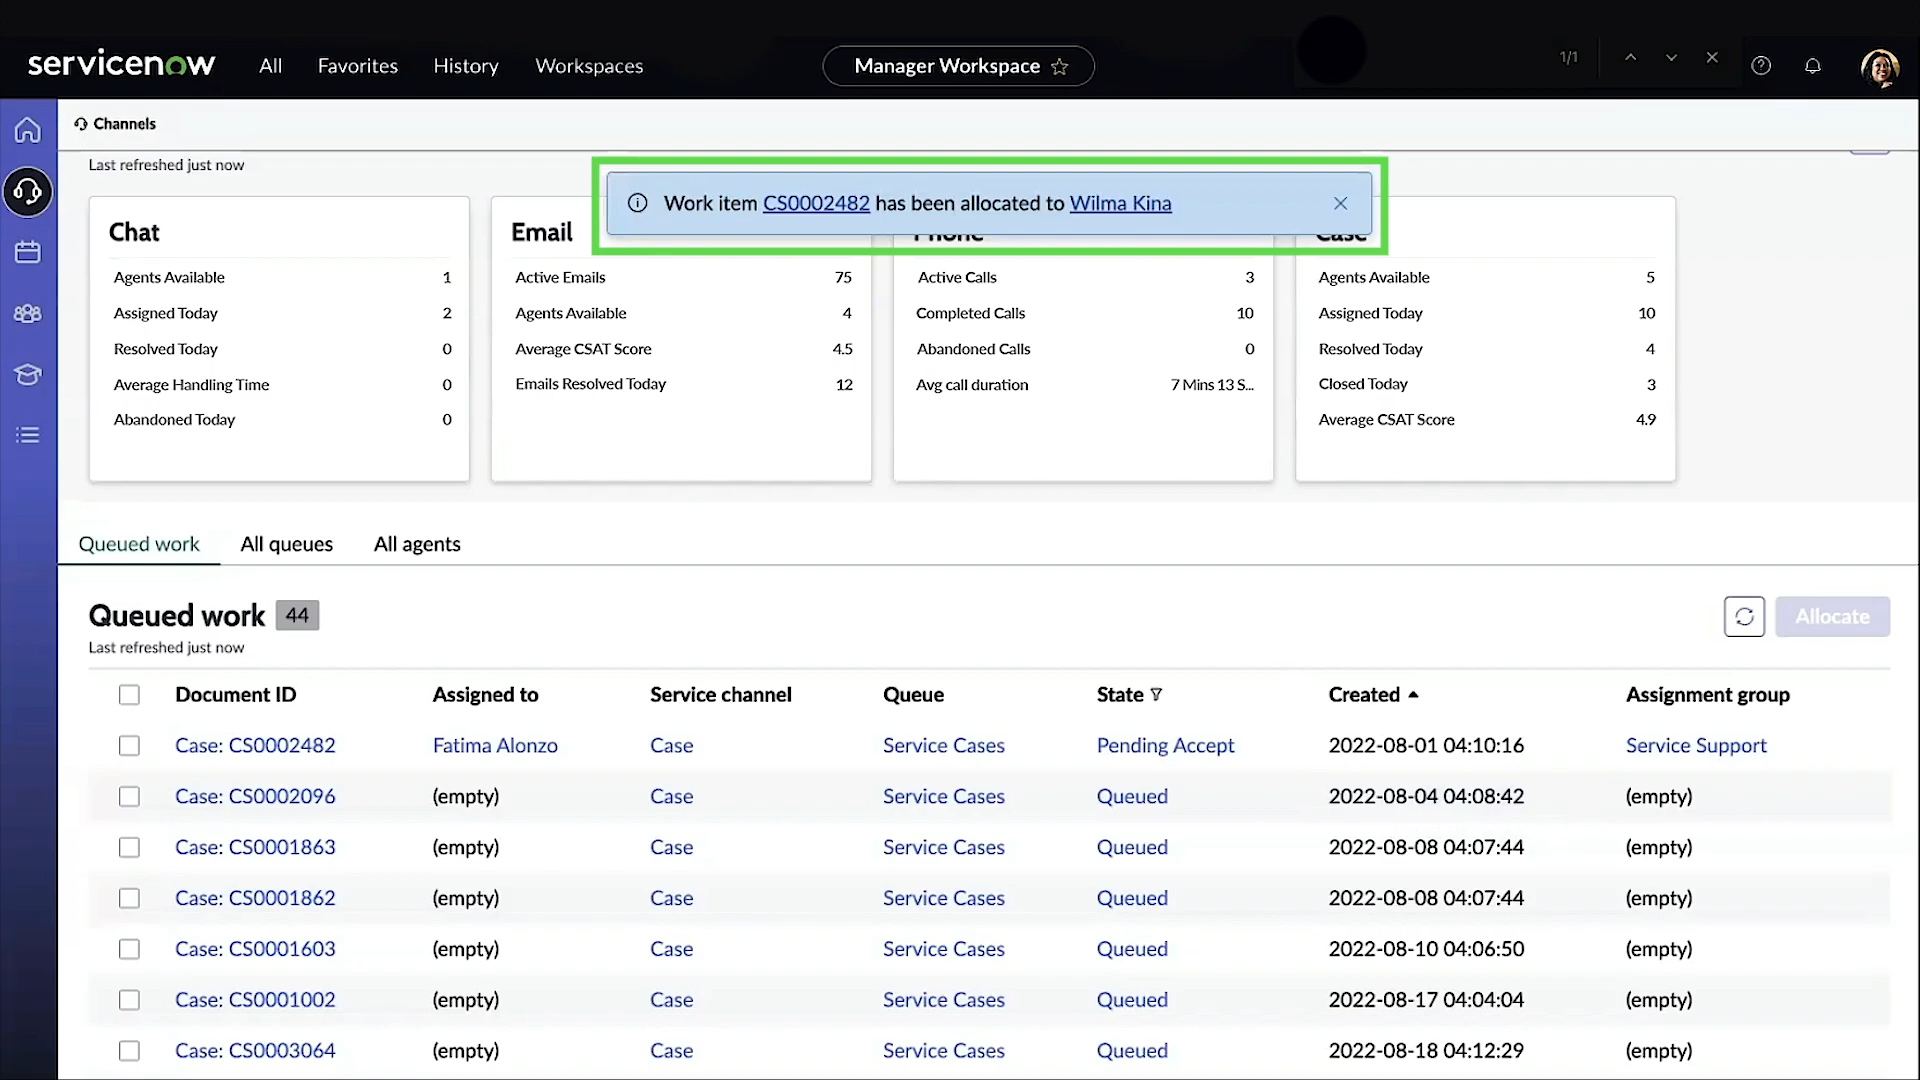 servicenow All Favorites History Workspaces Manager Workspace 1/1
Channels
Last refreshed just now
Work item CS0002482 has been allocated to Wilma Kina
Chat
Agents Available 1
Assigned Today 2
Resolved Today 0
Average Handling Time 0
Abandoned Today 0
Email
Active Emails 75
Agents Available 4
Average CSAT Score 4.5
Emails Resolved Today 12
Phone
Active Calls 3
Completed Calls 10
Abandoned Calls 0
Avg call duration 7 Mins 13 S...
Case
Agents Available 5
Assigned Today 10
Resolved Today 4
Closed Today 3
Average CSAT Score 4.9
Queued work All queues All agents
Queued work 44
Allocate
Last refreshed just now
Document ID Assigned to Service channel Queue State Created Assignment group
Case: CS0002482 Fatima Alonzo Case Service Cases Pending Accept 2022-08-01 04:10:16 Service Support
Case: CS0002096 (empty) Case Service Cases Queued 2022-08-04 04:08:42 (empty)
Case: CS0001863 (empty) Case Service Cases Queued 2022-08-08 04:07:44 (empty)
Case: CS0001862 (empty) Case Service Cases Queued 2022-08-08 04:07:44 (empty)
Case: CS0001603 (empty) Case Service Cases Queued 2022-08-10 04:06:50 (empty)
Case: CS0001002 (empty) Case Service Cases Queued 2022-08-17 04:04:04 (empty)
Case: CS0003064 (empty) Case Service Cases Queued 2022-08-18 04:12:29 (empty)